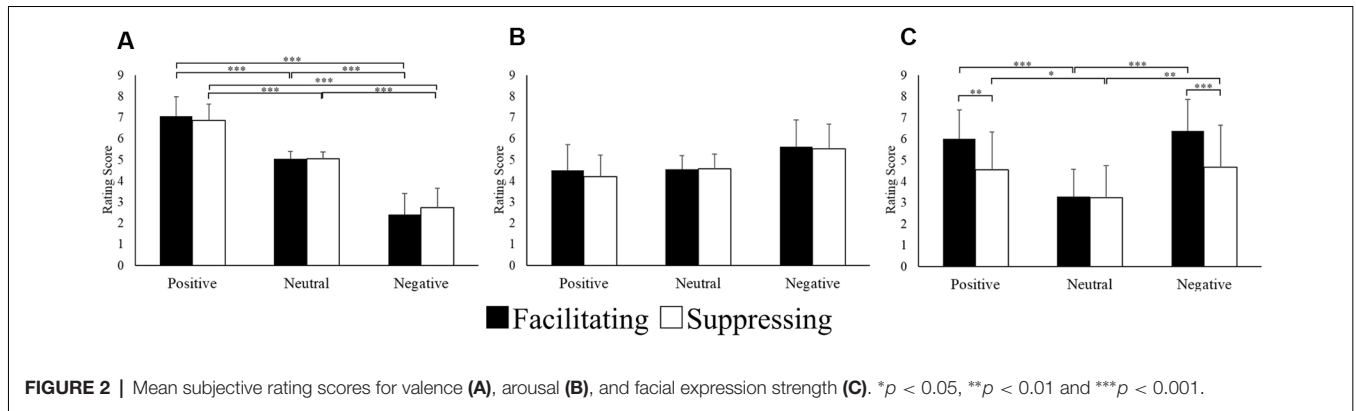 A
B
C
***
***
***
***
***
***
***
***
*
**
**
***
9
8
7
6
5
4
3
2
1
0
Rating Score
Positive
Neutral
Negative
9
8
7
6
5
4
3
2
1
0
Rating Score
Positive
Neutral
Negative
9
8
7
6
5
4
3
2
1
0
Rating Score
Positive
Neutral
Negative
Facilitating Suppressing
FIGURE 2 | Mean subjective rating scores for valence (A), arousal (B), and facial expression strength (C). *p < 0.05, **p < 0.01 and ***p < 0.001.